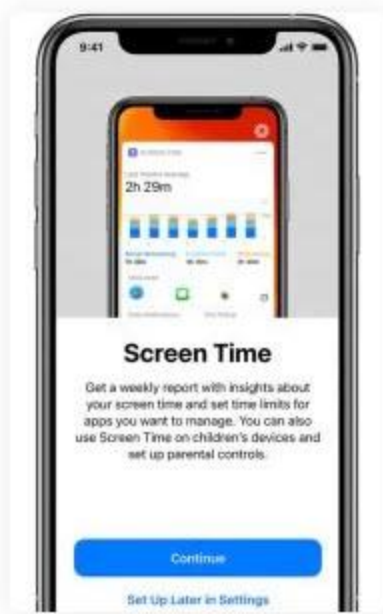 9:41
SCREEN TIME
2h 29m
Screen Time
Get a weekly report with insights about
your screen time and set time limits for
apps you want to manage. You can also
use Screen Time on children's devices and
set up parental controls.
Continue
Set Up Later in Settings